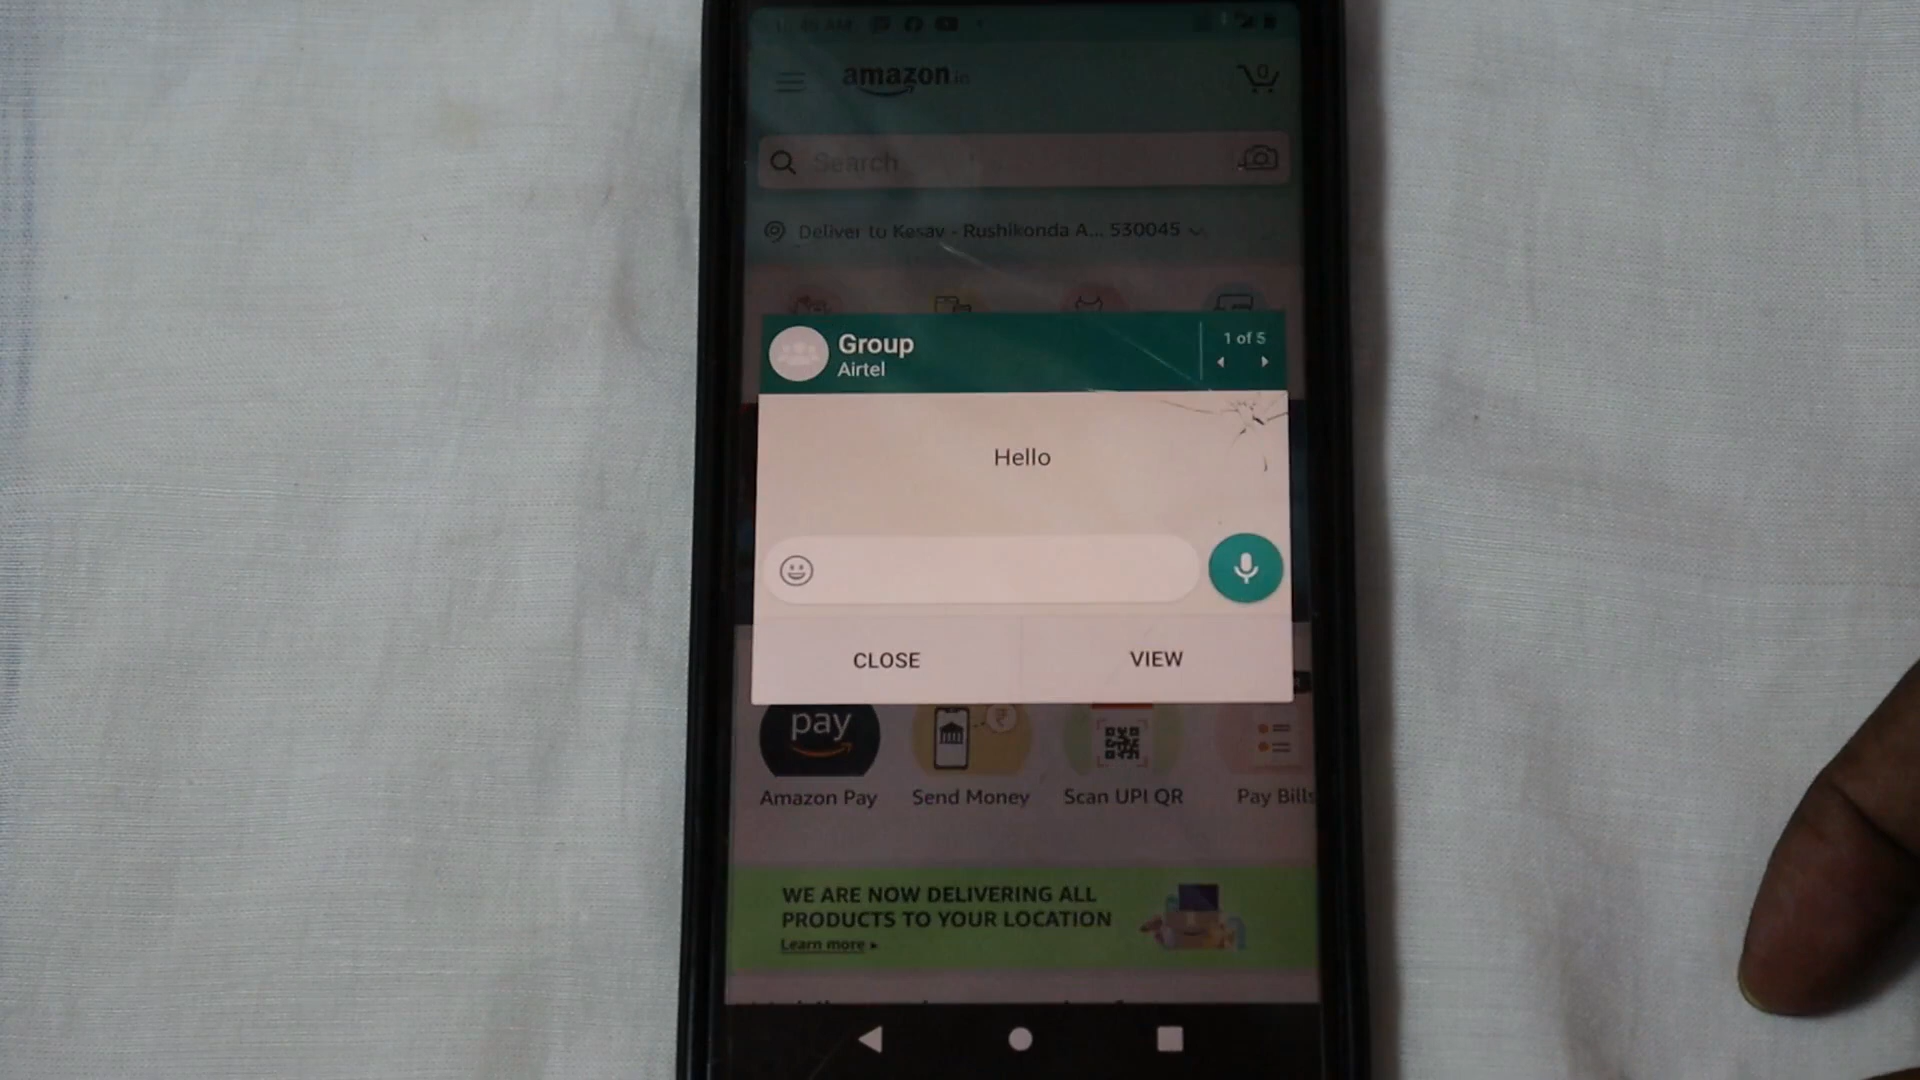 amazon.in
0
Search
Deliver to Kesav - Rushikonda A... 530045
Group
Airtel
1 of 5
Hello
CLOSE
VIEW
pay
Amazon Pay
Send Money
Scan UPI QR
Pay Bills
WE ARE NOW DELIVERING ALL
PRODUCTS TO YOUR LOCATION
Learn more